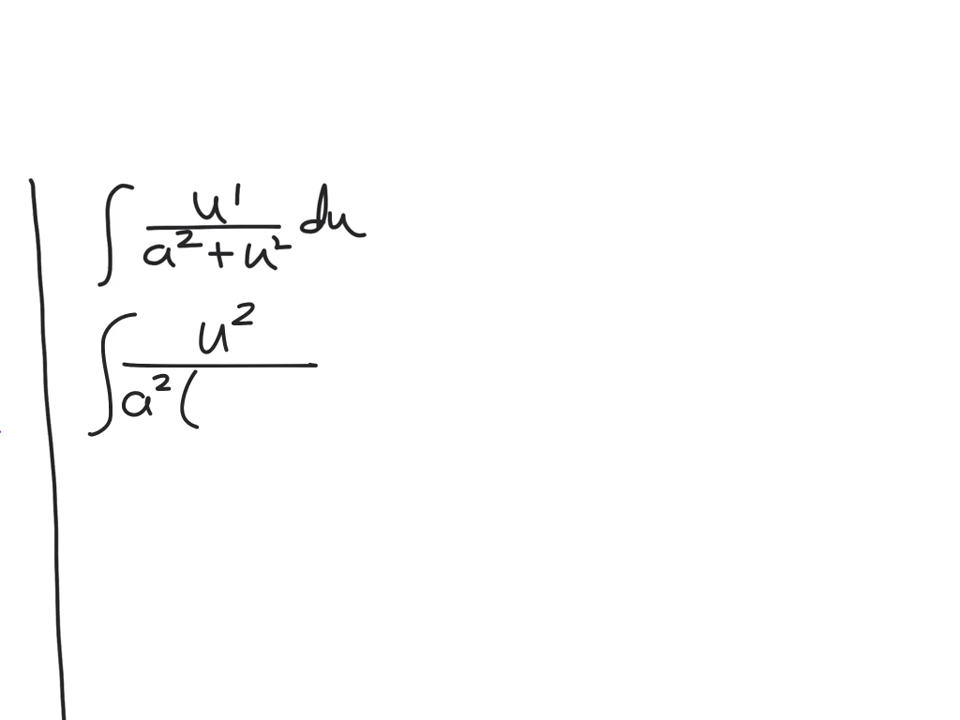 ∫ u' / (a² + u²) du
∫ u² / a² (